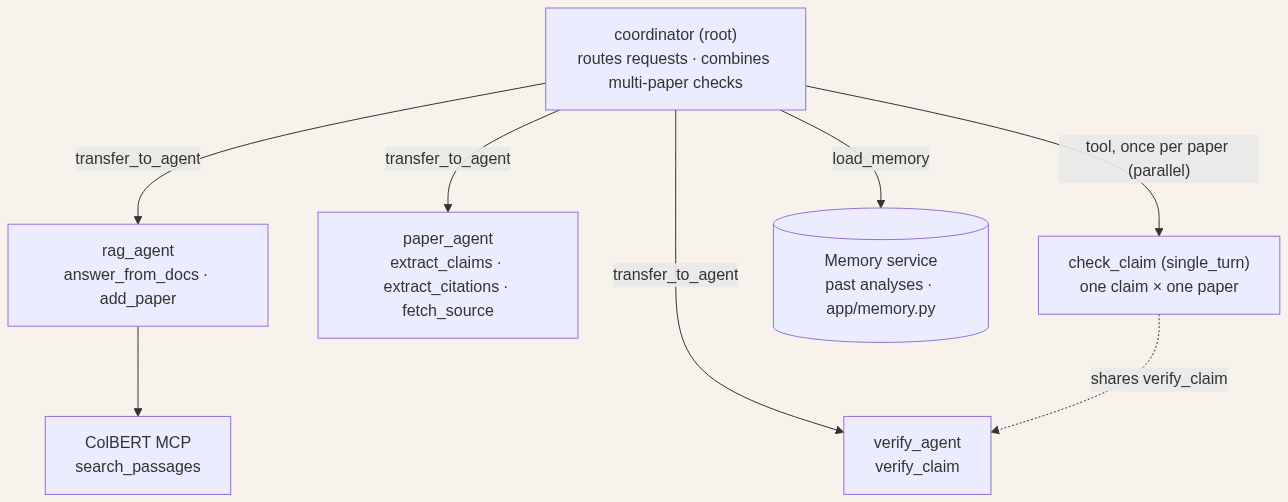 coordinator (root)
routes requests · combines
multi-paper checks
transfer_to_agent
transfer_to_agent
load_memory
tool, once per paper
(parallel)
rag_agent
answer_from_docs ·
add_paper
paper_agent
extract_claims ·
extract_citations ·
fetch_source
transfer_to_agent
Memory service
past analyses ·
app/memory.py
check_claim (single_turn)
one claim × one paper
shares verify_claim
ColBERT MCP
search_passages
verify_agent
verify_claim